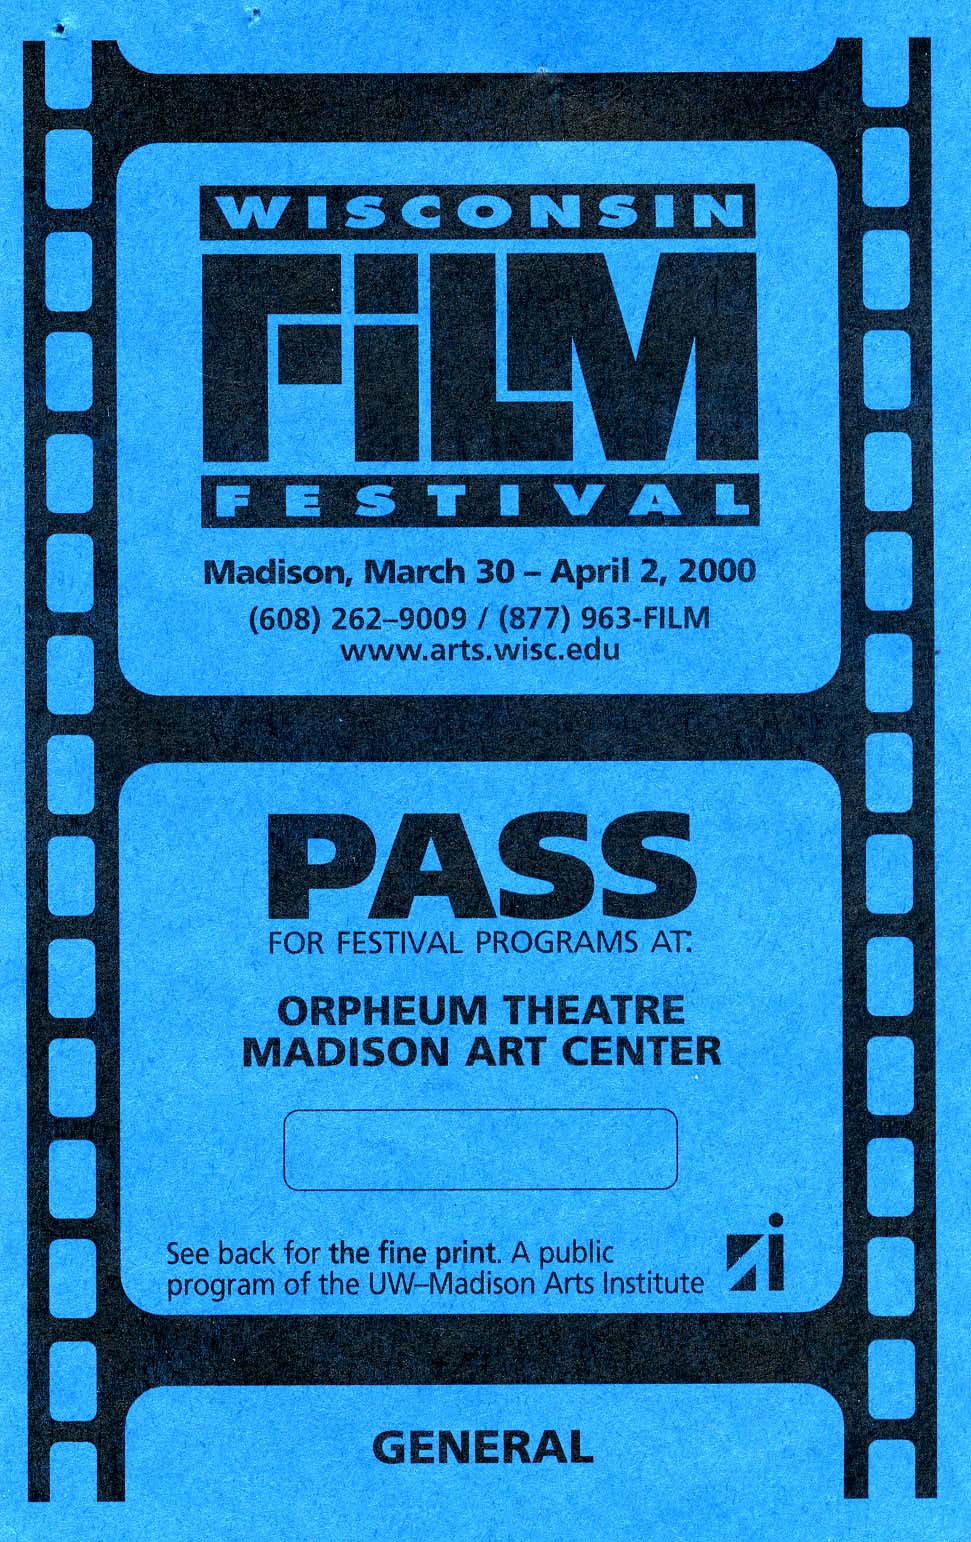 WISCONSIN
FiLM
FESTIVAL
Madison, March 30 – April 2, 2000
(608) 262–9009 / (877) 963-FILM
www.arts.wisc.edu
PASS
FOR FESTIVAL PROGRAMS AT:
ORPHEUM THEATRE
MADISON ART CENTER
See back for the fine print. A public
program of the UW–Madison Arts Institute
GENERAL